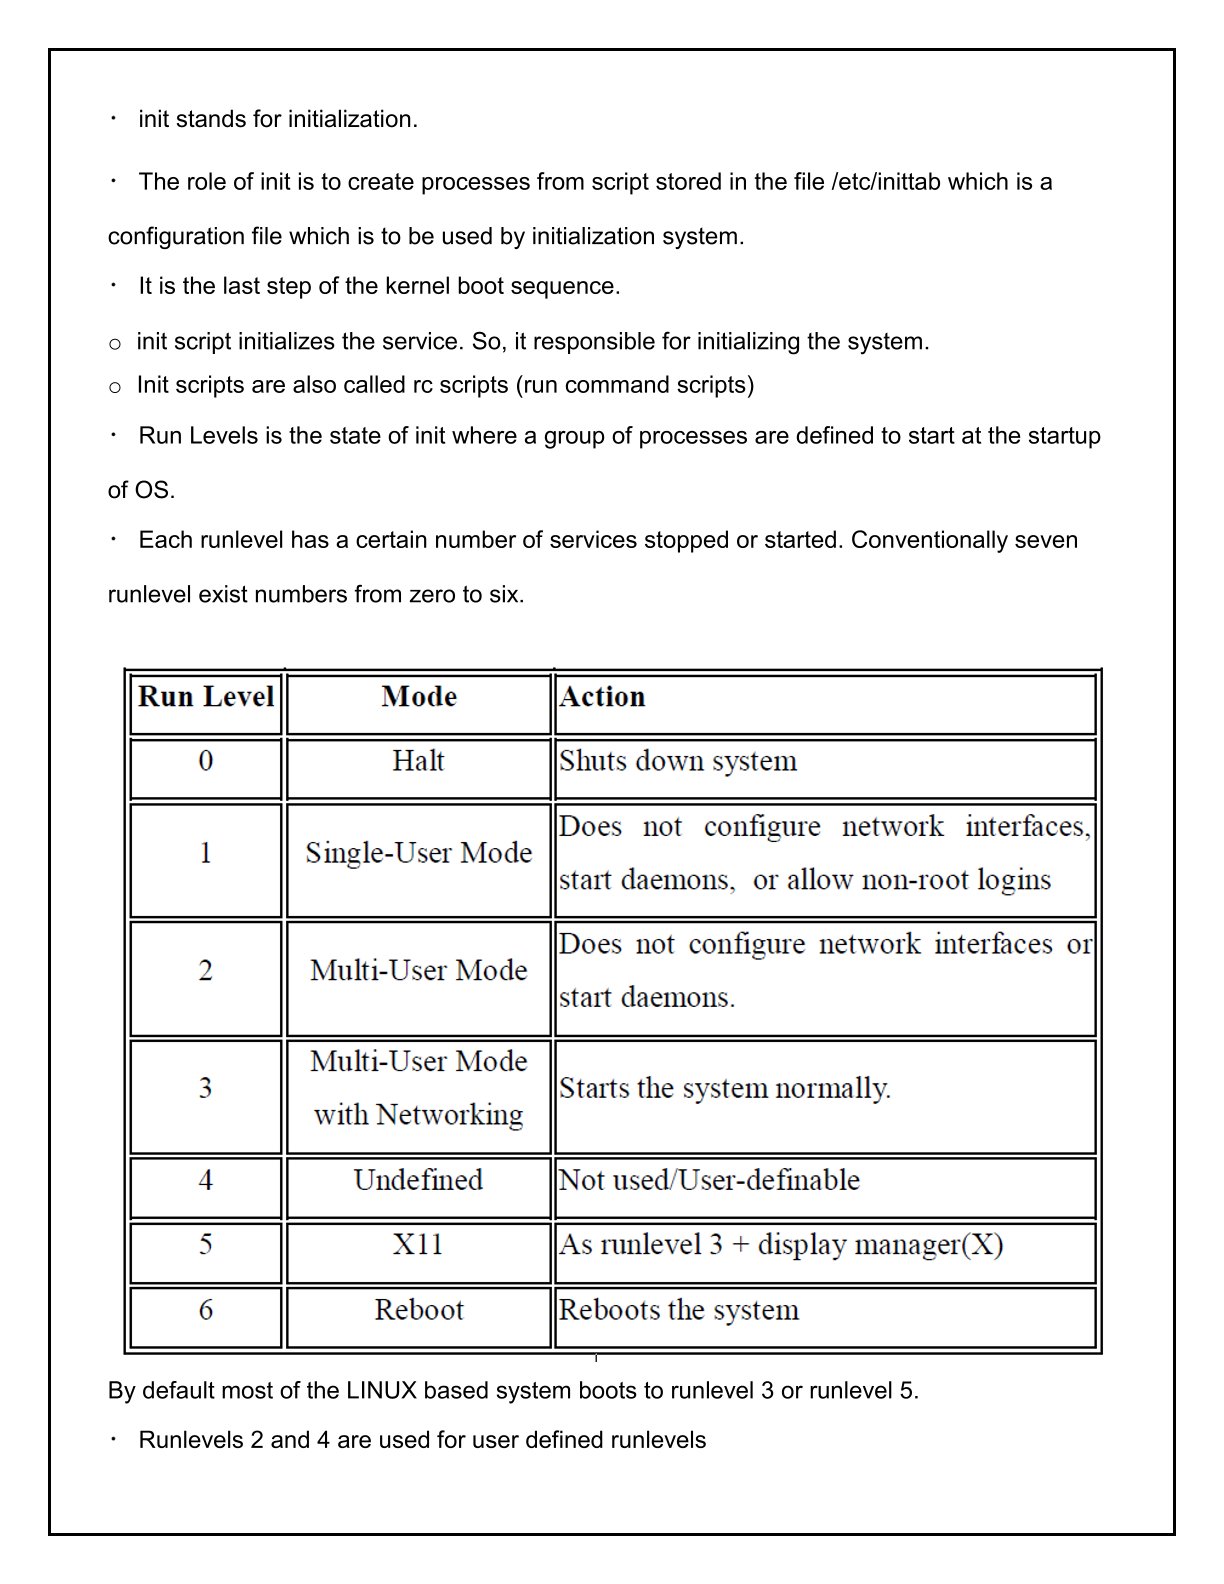 · init stands for initialization.
· The role of init is to create processes from script stored in the file /etc/inittab which is a
configuration file which is to be used by initialization system.
· It is the last step of the kernel boot sequence.
o init script initializes the service. So, it responsible for initializing the system.
o Init scripts are also called rc scripts (run command scripts)
· Run Levels is the state of init where a group of processes are defined to start at the startup
of OS.
· Each runlevel has a certain number of services stopped or started. Conventionally seven
runlevel exist numbers from zero to six.
Run Level Mode Action
0 Halt Shuts down system
1 Single-User Mode Does not configure network interfaces,
start daemons, or allow non-root logins
2 Multi-User Mode Does not configure network interfaces or
start daemons.
3 Multi-User Mode
with Networking Starts the system normally.
4 Undefined Not used/User-definable
5 X11 As runlevel 3 + display manager(X)
6 Reboot Reboots the system
By default most of the LINUX based system boots to runlevel 3 or runlevel 5.
· Runlevels 2 and 4 are used for user defined runlevels